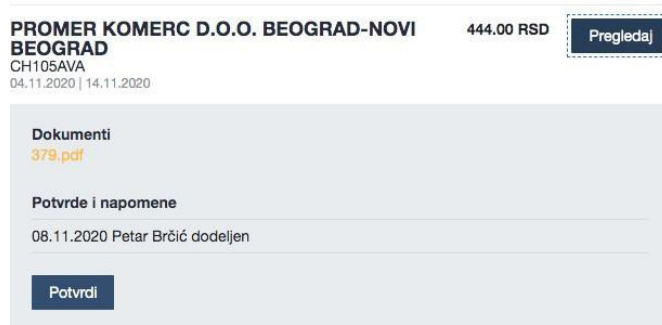 PROMER KOMERC D.O.O. BEOGRAD-NOVI
BEOGRAD
444.00 RSD
Pregledaj
CH105AVA
04.11.2020 | 14.11.2020
Dokumenti
379.pdf
Potvrde i napomene
08.11.2020 Petar Brčić dodeljen
Potvrdi